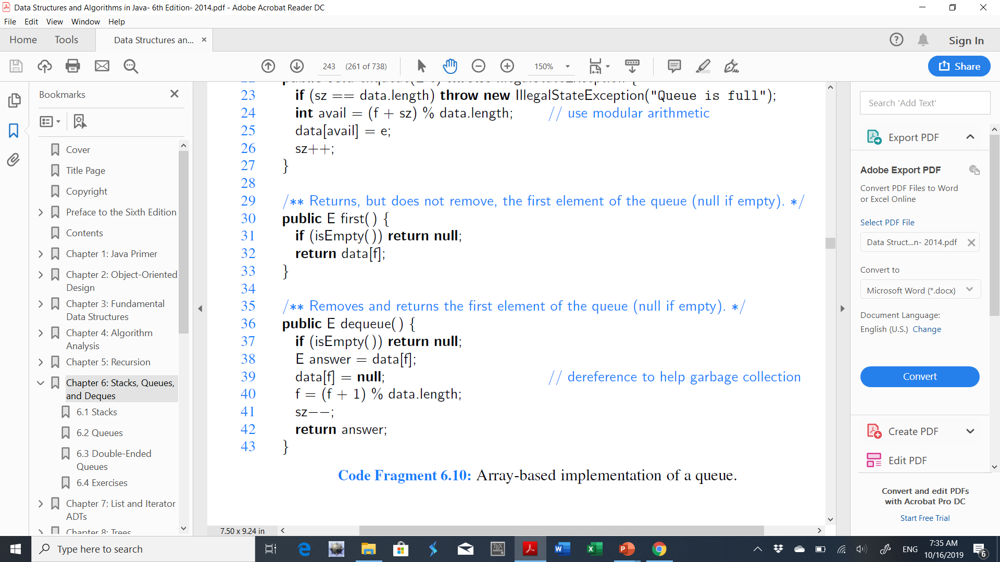 Data Structures and Algorithms in Java- 6th Edition- 2014.pdf - Adobe Acrobat Reader DC
File Edit View Window Help
Home Tools Data Structures an... × Sign In
243 (261 of 738) 150% Share
Bookmarks
Cover
Title Page
Copyright
Preface to the Sixth Edition
Contents
Chapter 1: Java Primer
Chapter 2: Object-Oriented
Design
Chapter 3: Fundamental
Data Structures
Chapter 4: Algorithm
Analysis
Chapter 5: Recursion
Chapter 6: Stacks, Queues,
and Deques
6.1 Stacks
6.2 Queues
6.3 Double-Ended
Queues
6.4 Exercises
Chapter 7: List and Iterator
ADTs
Chapter 8: Trees
23 if (sz == data.length) throw new IllegalStateException("Queue is full");
24 int avail = (f + sz) % data.length; // use modular arithmetic
25 data[avail] = e;
26 sz++;
27 }
28
29 /** Returns, but does not remove, the first element of the queue (null if empty). */
30 public E first() {
31 if (isEmpty()) return null;
32 return data[f];
33 }
34
35 /** Removes and returns the first element of the queue (null if empty). */
36 public E dequeue() {
37 if (isEmpty()) return null;
38 E answer = data[f];
39 data[f] = null; // dereference to help garbage collection
40 f = (f + 1) % data.length;
41 sz−−;
42 return answer;
43 }
Code Fragment 6.10: Array-based implementation of a queue.
7.50 x 9.24 in
Search 'Add Text'
Export PDF
Adobe Export PDF
Convert PDF Files to Word
or Excel Online
Select PDF File
Data Struct...n- 2014.pdf
Convert to
Microsoft Word (*.docx)
Document Language:
English (U.S.) Change
Convert
Create PDF
Edit PDF
Convert and edit PDFs
with Acrobat Pro DC
Start Free Trial
Type here to search
ENG
7:35 AM
10/16/2019
6